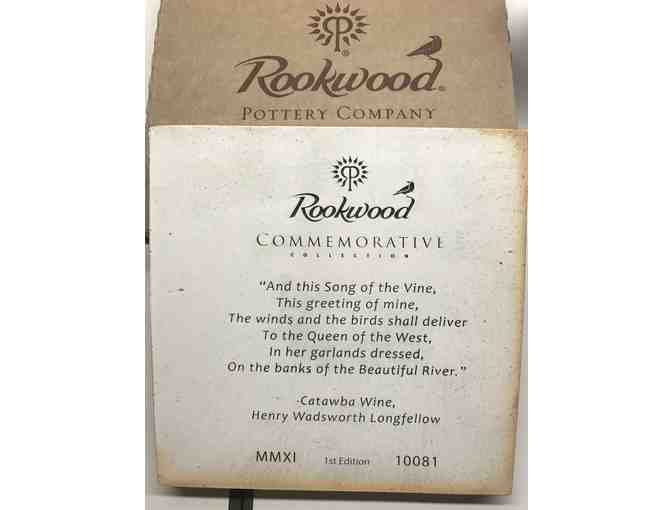 RP
®
Rookwood®
POTTERY COMPANY
RP
Rookwood
COMMEMORATIVE
COLLECTION
"And this Song of the Vine,
This greeting of mine,
The winds and the birds shall deliver
To the Queen of the West,
In her garlands dressed,
On the banks of the Beautiful River."
-Catawba Wine,
Henry Wadsworth Longfellow
MMXI 1st Edition 10081